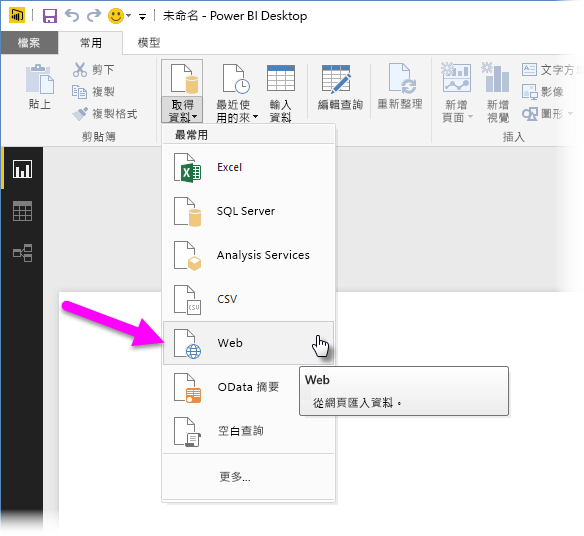 未命名 - Power BI Desktop
檔案
常用
模型
貼上
剪下
複製
複製格式
剪貼簿
取得
資料
最近使
用的來
輸入
資料
編輯查詢
重新整理
新增
頁面
新增
視覺
文字方
影像
圖形
插入
最常用
Excel
SQL Server
Analysis Services
CSV
Web
OData 摘要
空白查詢
更多...
Web
從網頁匯入資料。